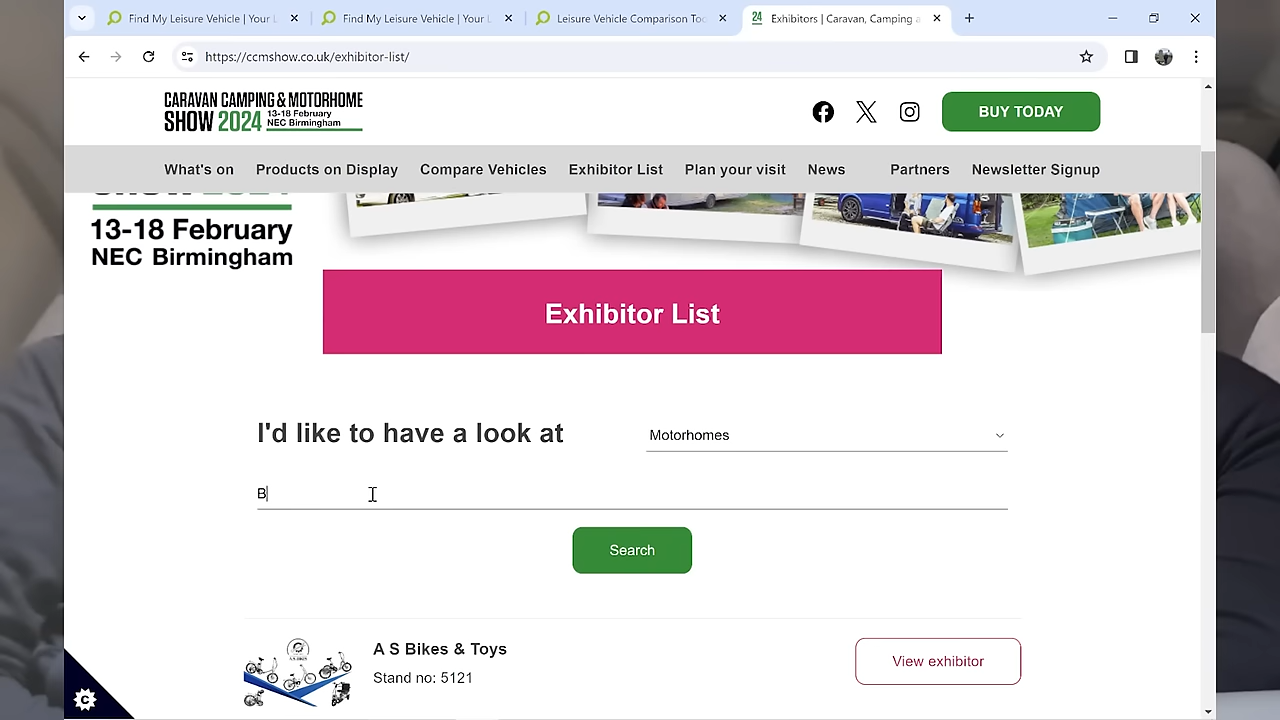 Find My Leisure Vehicle | Your L
Find My Leisure Vehicle | Your L
Leisure Vehicle Comparison Too
24
Exhibitors | Caravan, Camping a
https://ccmshow.co.uk/exhibitor-list/
CARAVAN CAMPING & MOTORHOME
SHOW 2024
13-18 February
NEC Birmingham
BUY TODAY
What's on
Products on Display
Compare Vehicles
Exhibitor List
Plan your visit
News
Partners
Newsletter Signup
13-18 February
NEC Birmingham
Exhibitor List
I'd like to have a look at
Motorhomes
B
Search
A S Bikes & Toys
Stand no: 5121
View exhibitor
C